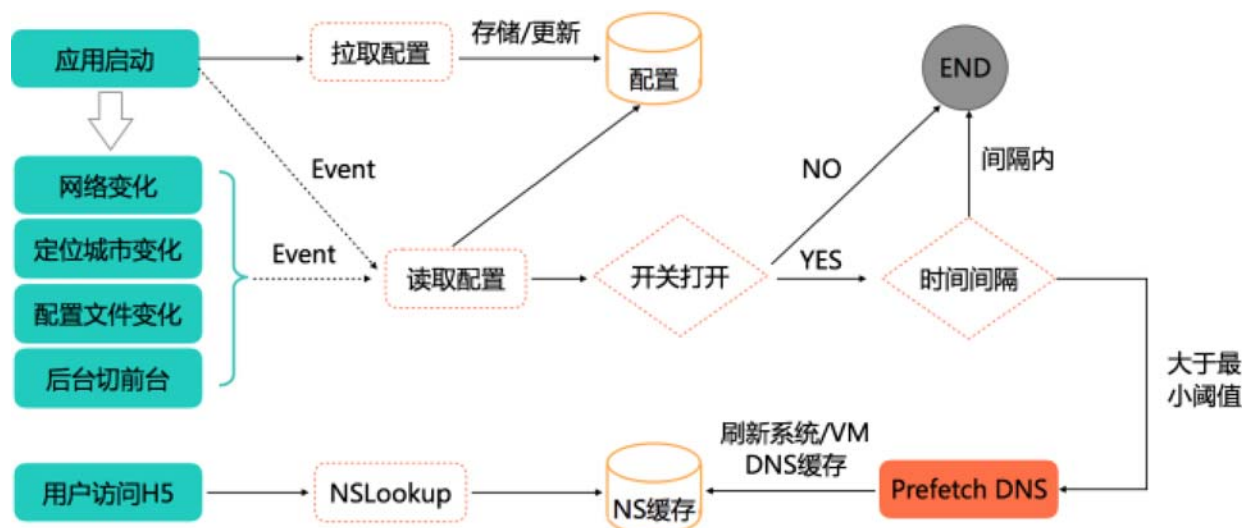 应用启动
拉取配置
存储/更新
配置
END
网络变化
定位城市变化
配置文件变化
后台切前台
Event
Event
读取配置
开关打开
NO
YES
间隔内
时间间隔
大于最
小阈值
用户访问H5
NSLookup
NS缓存
刷新系统/VM
DNS缓存
Prefetch DNS